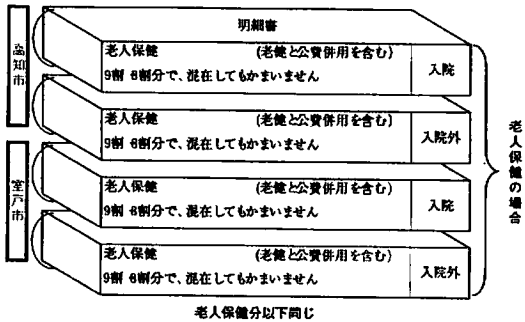 明細書
高知市
老人保健 (老健と公費併用を含む)
9割 8割分で、混在してもかまいません
入院
老人保健 (老健と公費併用を含む)
9割 8割分で、混在してもかまいません
入院外
室戸市
老人保健 (老健と公費併用を含む)
9割 8割分で、混在してもかまいません
入院
老人保健 (老健と公費併用を含む)
9割 8割分で、混在してもかまいません
入院外
老人保健の場合
老人保健分以下同じ